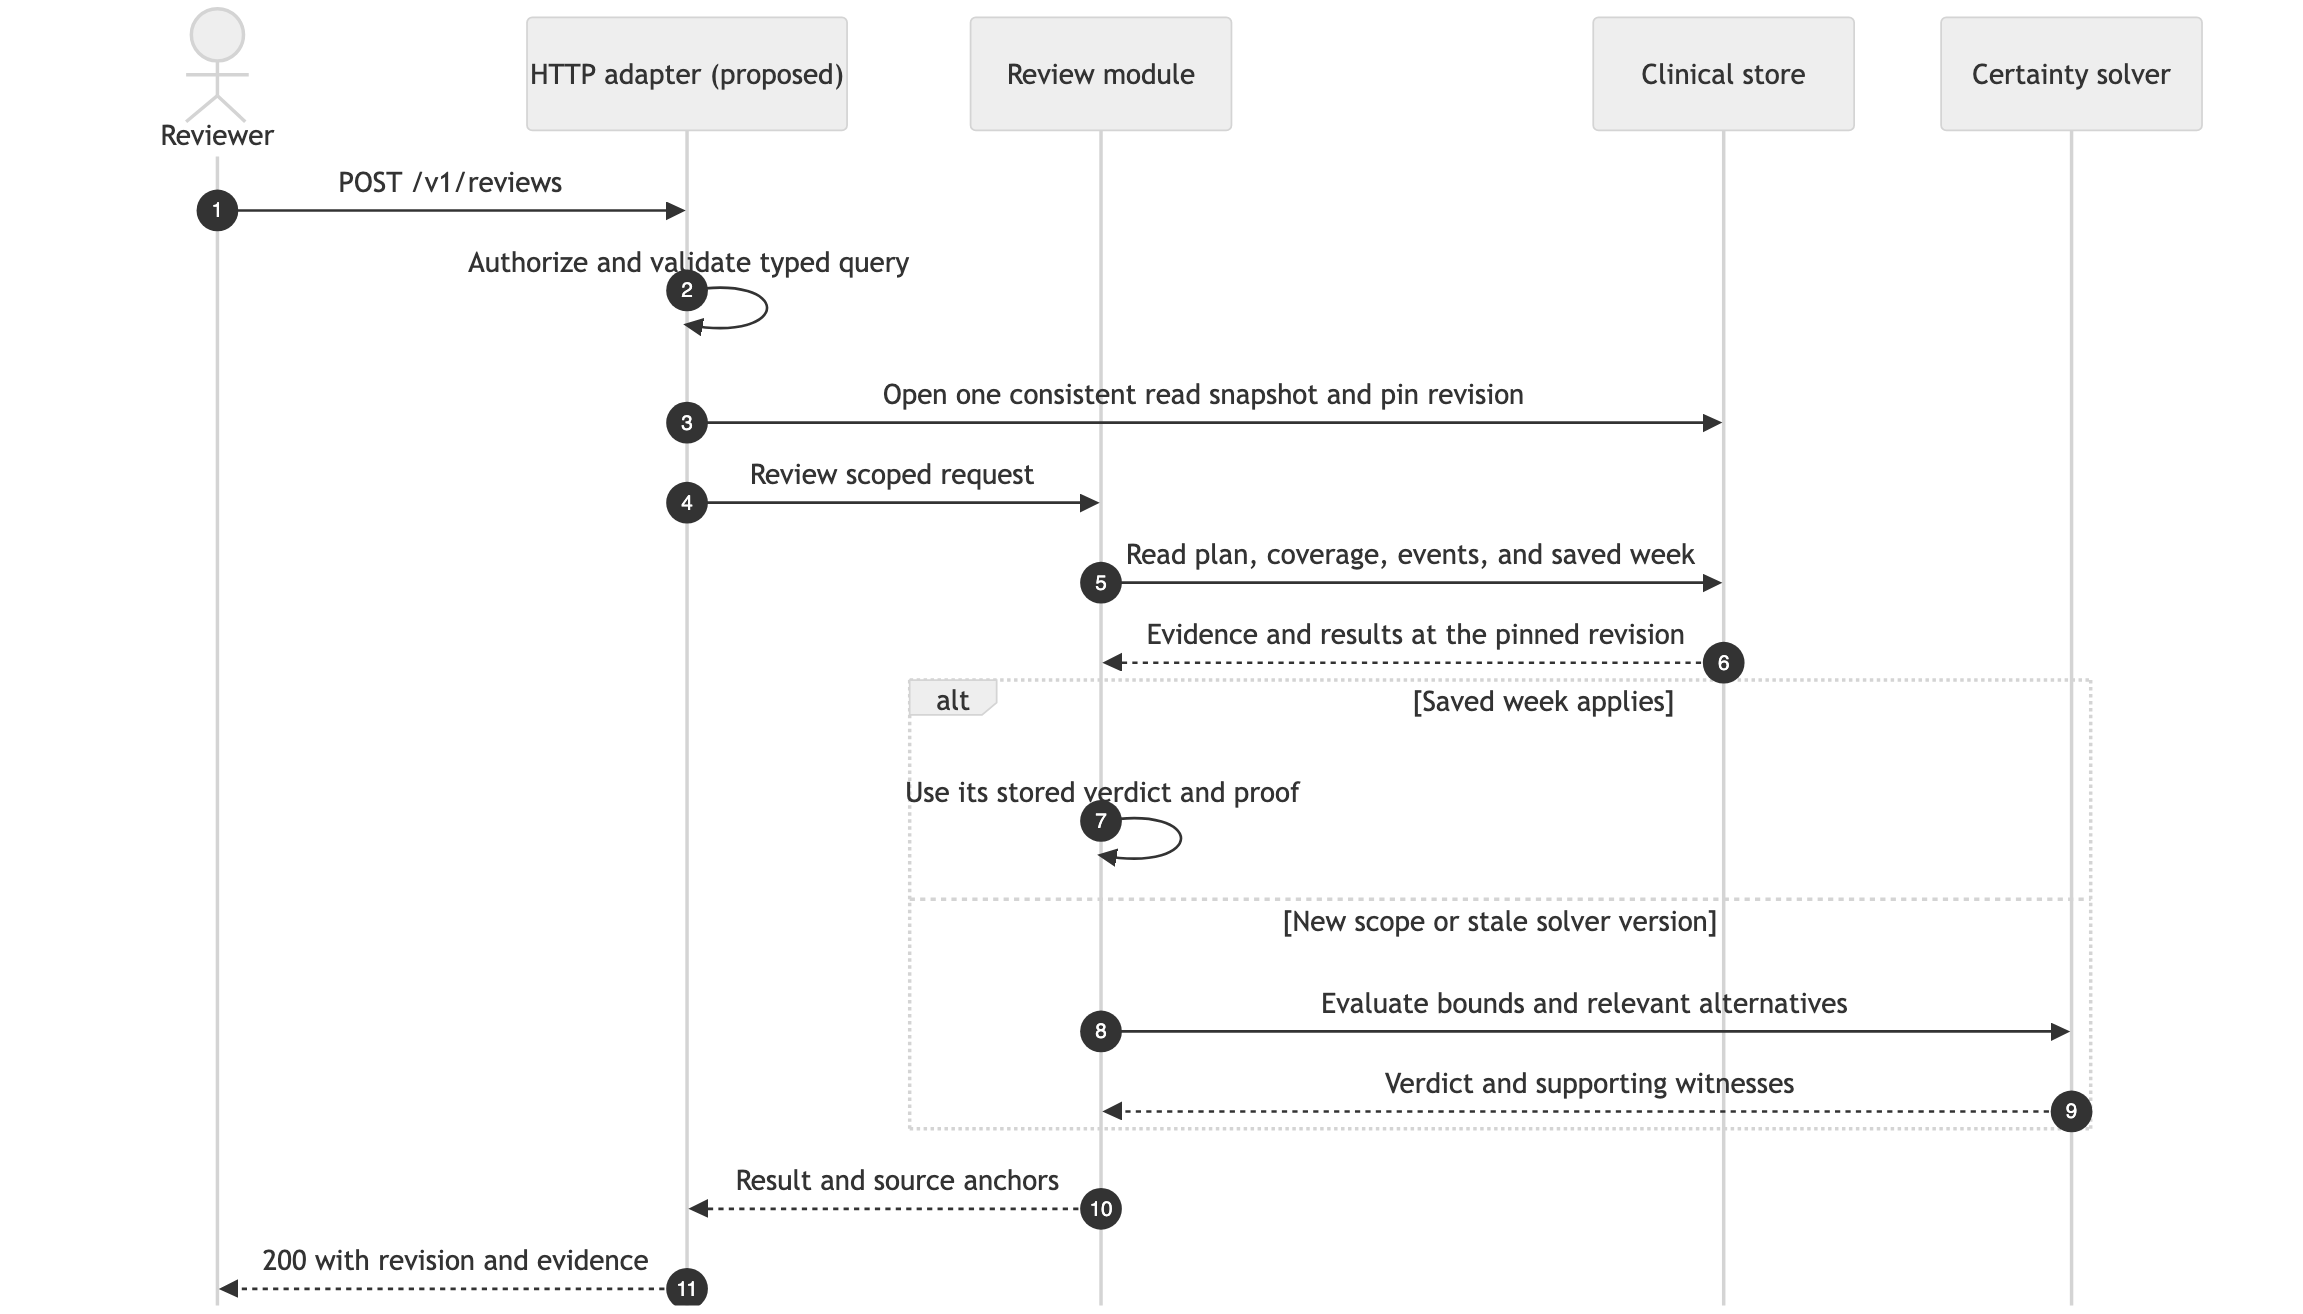 Reviewer
HTTP adapter (proposed)
Review module
Clinical store
Certainty solver
POST /v1/reviews
1
Authorize and validate typed query
2
Open one consistent read snapshot and pin revision
3
Review scoped request
4
Read plan, coverage, events, and saved week
5
Evidence and results at the pinned revision
6
alt
[Saved week applies]
Use its stored verdict and proof
7
[New scope or stale solver version]
Evaluate bounds and relevant alternatives
8
Verdict and supporting witnesses
9
Result and source anchors
10
200 with revision and evidence
11